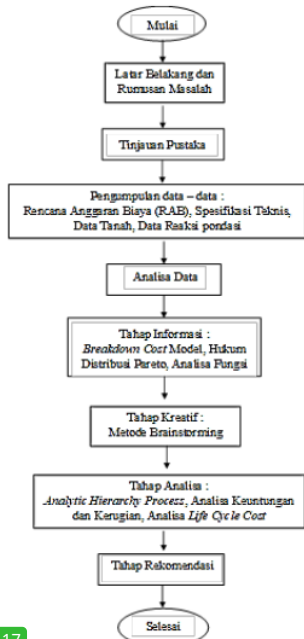 Mulai
Latar Belakang dan
Rumusan Masalah
Tinjauan Pustaka
Pengumpulan data – data :
Rencana Anggaran Biaya (RAB), Spesifikasi Teknis,
Data Tanah, Data Reaksi pondasi
Analisa Data
Tahap Informasi :
Breakdown Cost Model, Hukum
Distribusi Pareto, Analisa Fungsi
Tahap Kreatif :
Metode Brainstorming
Tahap Analisa :
Analytic Hierarchy Process, Analisa Keuntungan
dan Kerugian, Analisa Life Cycle Cost
Tahap Rekomendasi
Selesai
17